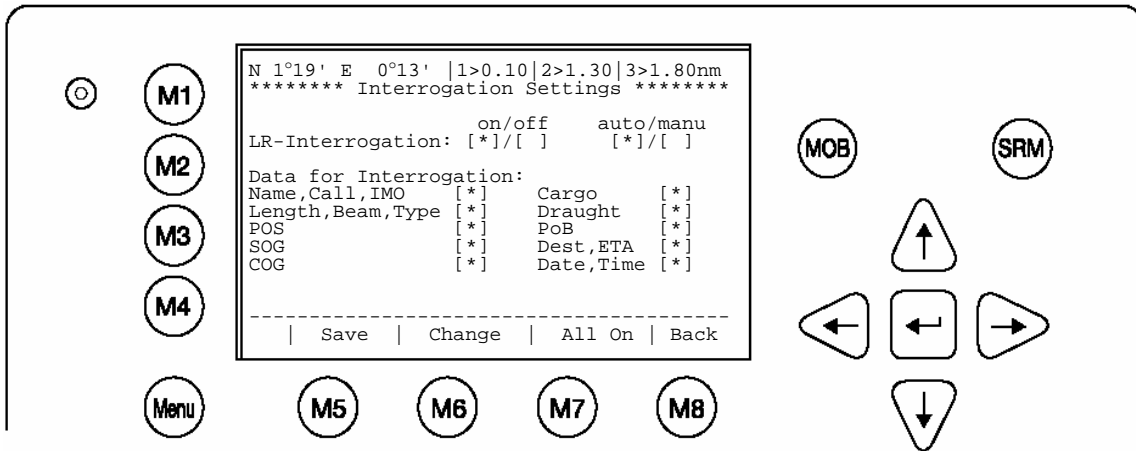 N 1°19' E 0°13' |1>0.10|2>1.30|3>1.80nm
******** Interrogation Settings ********
on/off auto/manu
LR-Interrogation: [*]/[ ] [*]/[ ]
Data for Interrogation:
Name,Call,IMO [*] Cargo [*]
Length,Beam,Type [*] Draught [*]
POS [*] PoB [*]
SOG [*] Dest,ETA [*]
COG [*] Date,Time [*]
----------------------------------------
| Save | Change | All On | Back
M1
M2
M3
M4
Menu
M5
M6
M7
M8
MOB
SRM